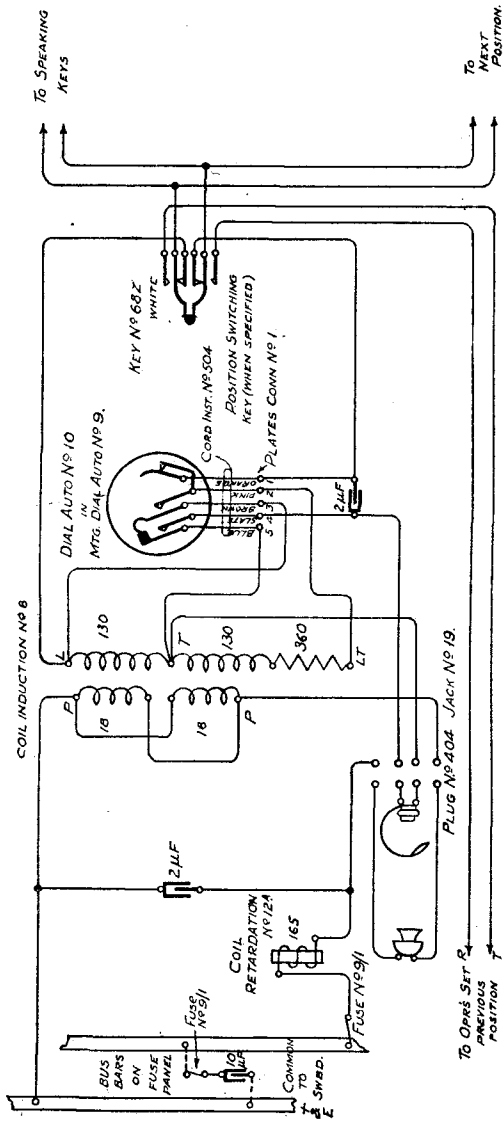 To SPEAKING
KEYS
To
NEXT
POSITION.
KEY Nº 682
WHITE
POSITION SWITCHING
KEY (WHEN SPECIFIED)
DIAL AUTO Nº 10
IN
MTG. DIAL AUTO Nº 9.
CORD INST. Nº 504
PLATES CONN Nº 1
ORANGE
PINK
BROWN
SLATE
BLUE
1
2
3
4
5
2µF
COIL INDUCTION Nº 8
L
130
T
130
360
LT
P
18
18
P
2µF
COIL
RETARDATION
Nº 12A
165
FUSE Nº 9/1
PLUG Nº 404 JACK Nº 19.
BUS
BARS
ON
FUSE
PANEL
FUSE
Nº 9/1
10
µF
COMMON
TO
SWBD.
+
& E
To OPR'S SET R
PREVIOUS
POSITION T